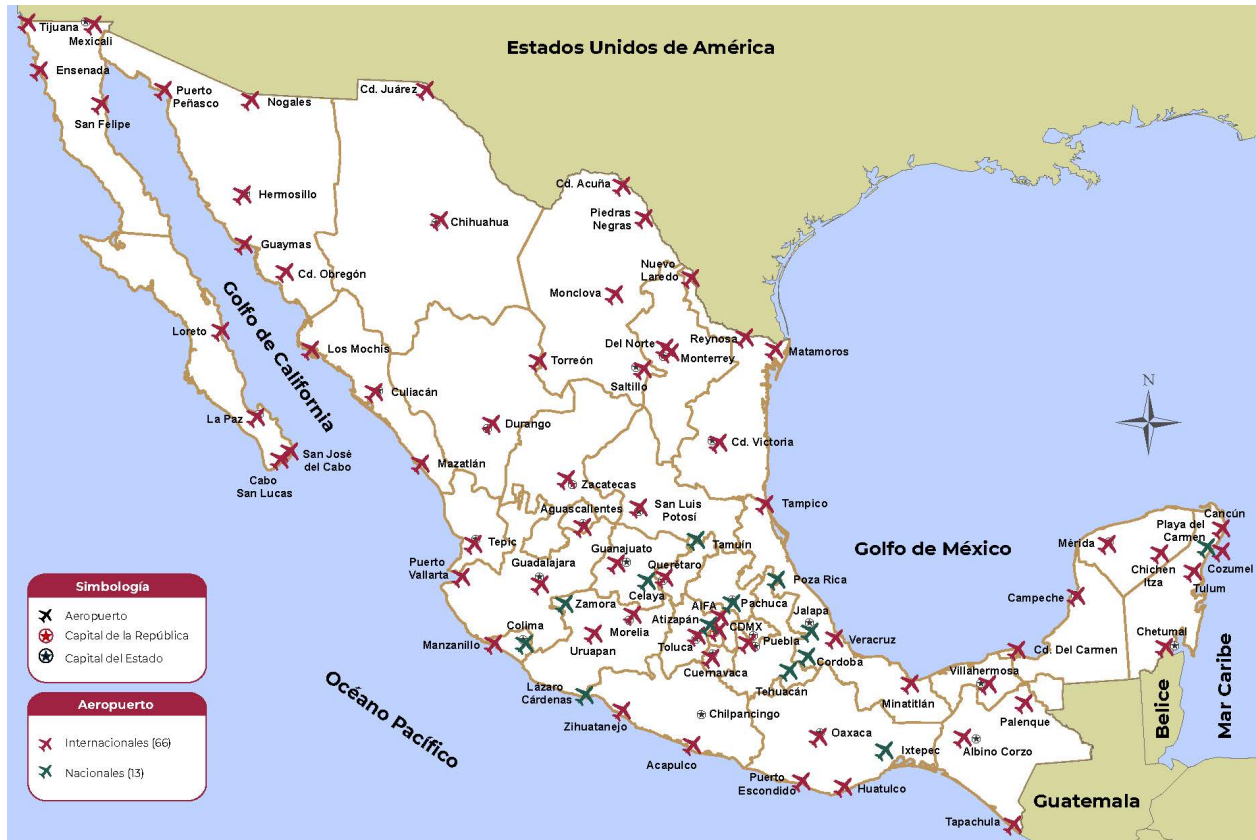 Estados Unidos de América
Tijuana
Mexicali
Ensenada
San Felipe
Puerto
Peñasco
Nogales
Cd. Juárez
Hermosillo
Chihuahua
Cd. Acuña
Piedras
Negras
Guaymas
Cd. Obregón
Nuevo
Laredo
Monclova
Golfo de California
Loreto
Los Mochis
Torreón
Del Norte
Monterrey
Reynosa
Matamoros
Saltillo
Culiacán
La Paz
San José
del Cabo
Cabo
San Lucas
Durango
Cd. Victoria
N
Mazatlán
Zacatecas
Aguascalientes
San Luis
Potosí
Tampico
Tepic
Tamuín
Golfo de México
Cancún
Playa del
Carmen
Cozumel
Tulum
Mérida
Chichen
Itza
Puerto
Vallarta
Guadalajara
Guanajuato
Querétaro
Celaya
Poza Rica
Campeche
Zamora
AIFA
Pachuca
Atizapán
CDMX
Jalapa
Colima
Morelia
Toluca
Puebla
Veracruz
Manzanillo
Uruapan
Cuernavaca
Cordoba
Tehuacán
Cd. Del Carmen
Chetumal
Villahermosa
Minatitlán
Palenque
Belice
Mar Caribe
Océano Pacífico
Lázaro
Cárdenas
Zihuatanejo
Chilpancingo
Acapulco
Oaxaca
Ixtepec
Albino Corzo
Puerto
Escondido
Huatulco
Tapachula
Guatemala
Simbología
Aeropuerto
Capital de la República
Capital del Estado
Aeropuerto
Internacionales (66)
Nacionales (13)